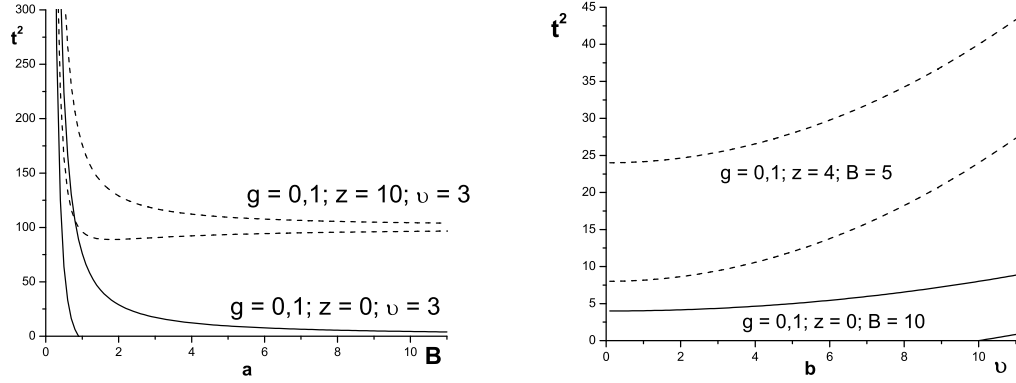 t²
300
250
200
150
100
50
0
g = 0,1; z = 10; υ = 3
g = 0,1; z = 0; υ = 3
0 2 4 6 8 10 B
a
t²
45
40
35
30
25
20
15
10
5
0
g = 0,1; z = 4; B = 5
g = 0,1; z = 0; B = 10
0 2 4 6 8 10 υ
b